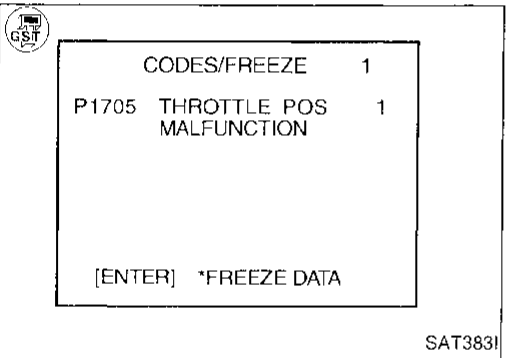 GST
CODES/FREEZE 1
P1705 THROTTLE POS 1
MALFUNCTION
[ENTER] *FREEZE DATA
SAT383I